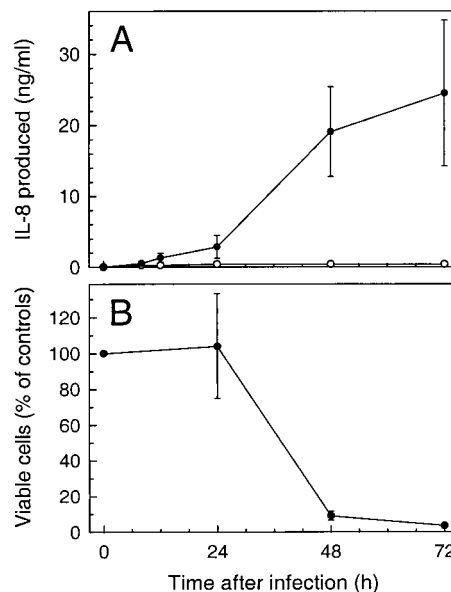 A
IL-8 produced (ng/ml)
30
20
10
0
B
Viable cells (% of controls)
120
100
80
60
40
20
0
0 24 48 72
Time after infection (h)